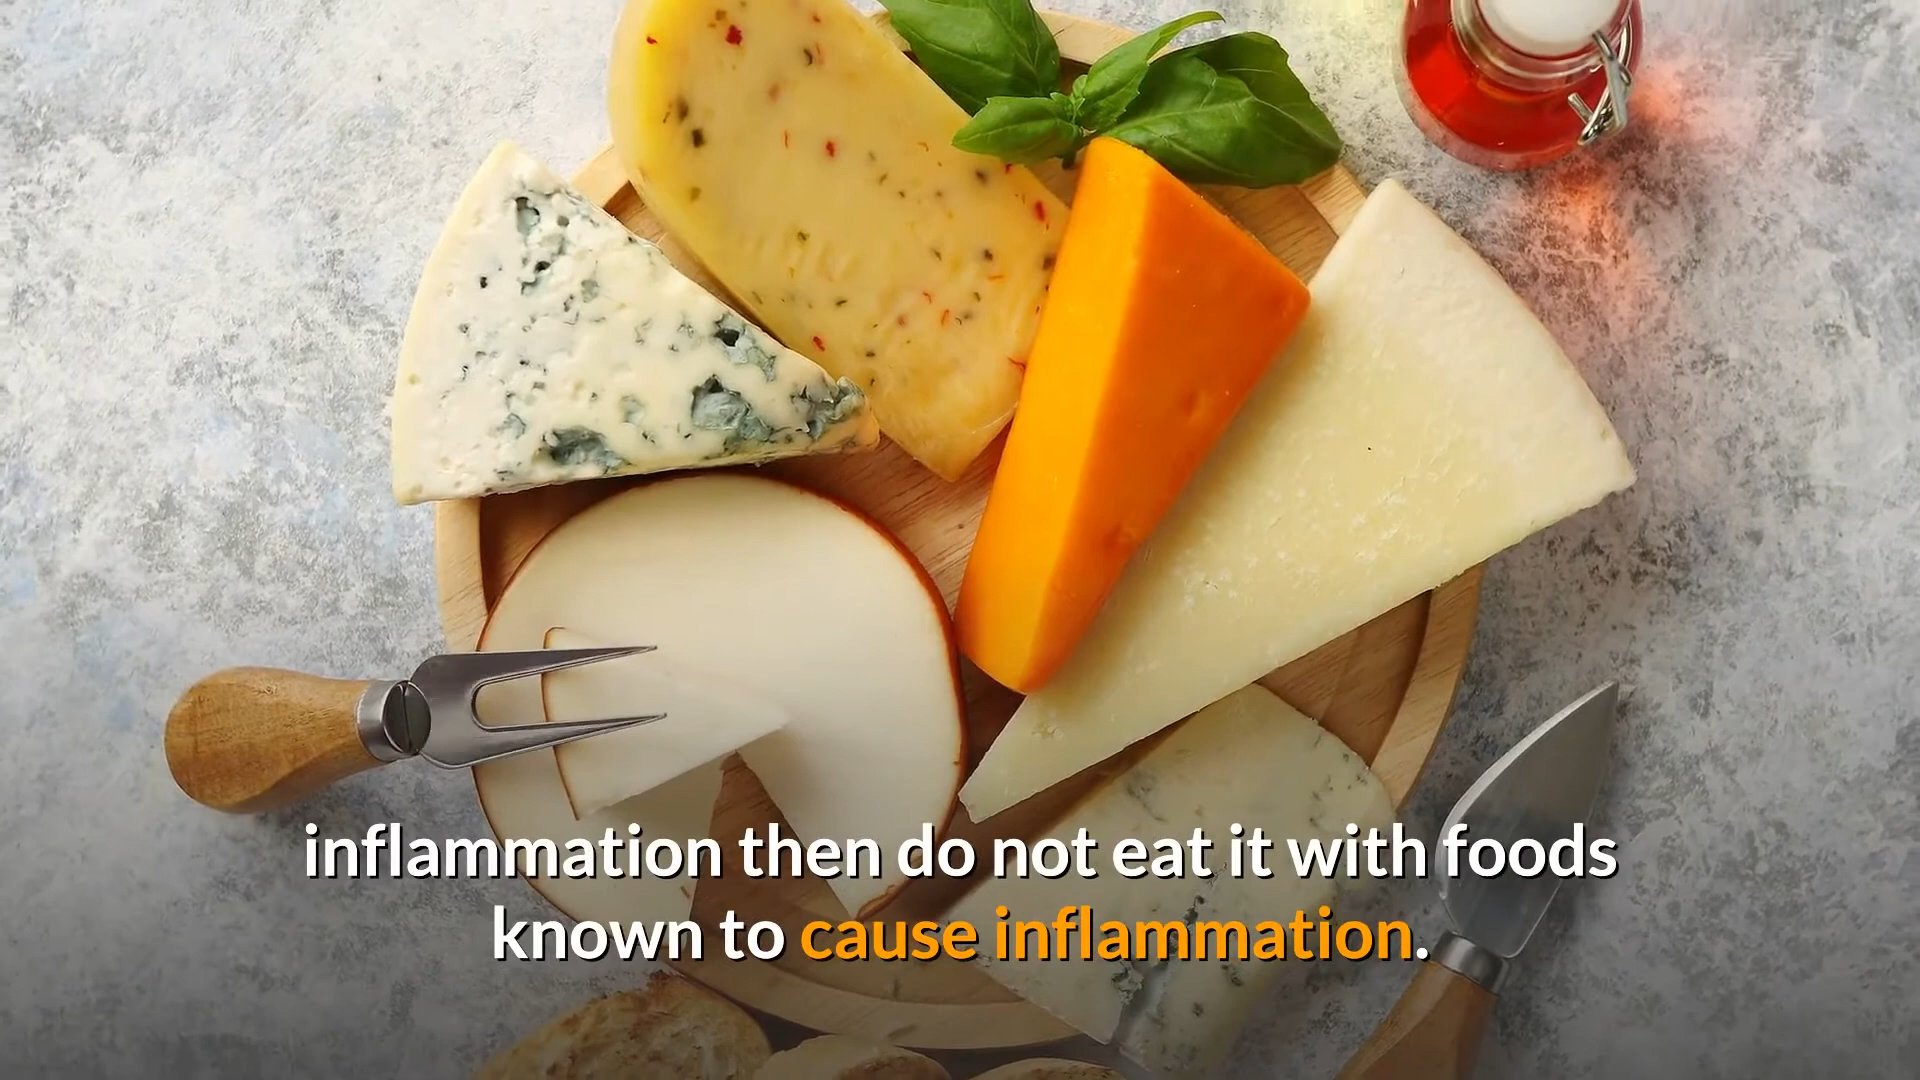 inflammation then do not eat it with foods
known to cause inflammation.